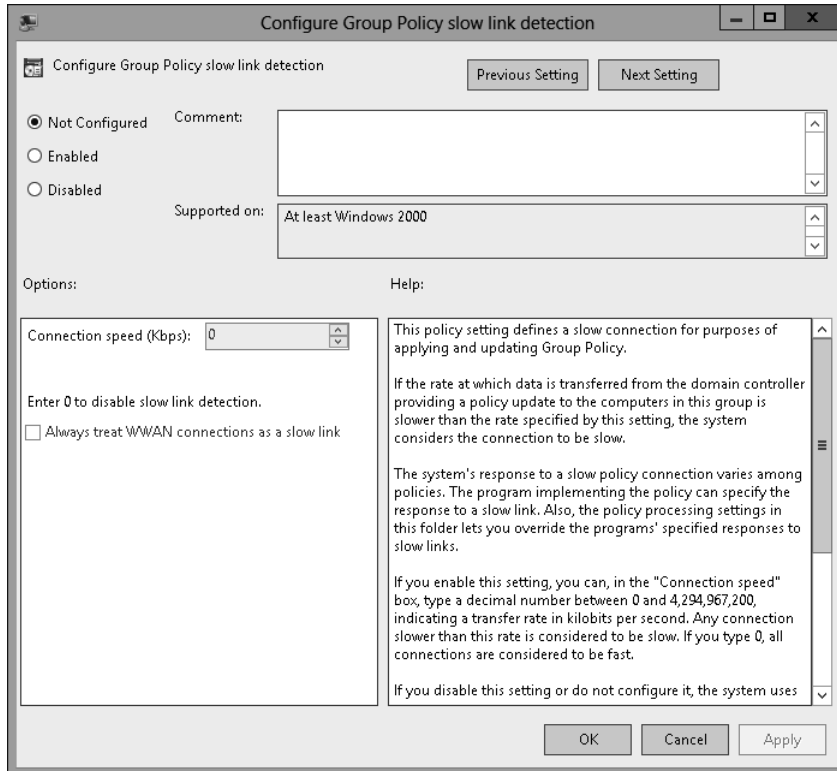 Configure Group Policy slow link detection
Configure Group Policy slow link detection
Previous Setting
Next Setting
Not Configured
Enabled
Disabled
Comment:
Supported on:
At least Windows 2000
Options:
Help:
Connection speed (Kbps): 0
Enter 0 to disable slow link detection.
Always treat WWAN connections as a slow link
This policy setting defines a slow connection for purposes of
applying and updating Group Policy.
If the rate at which data is transferred from the domain controller
providing a policy update to the computers in this group is
slower than the rate specified by this setting, the system
considers the connection to be slow.
The system's response to a slow policy connection varies among
policies. The program implementing the policy can specify the
response to a slow link. Also, the policy processing settings in
this folder lets you override the programs' specified responses to
slow links.
If you enable this setting, you can, in the "Connection speed"
box, type a decimal number between 0 and 4,294,967,200,
indicating a transfer rate in kilobits per second. Any connection
slower than this rate is considered to be slow. If you type 0, all
connections are considered to be fast.
If you disable this setting or do not configure it, the system uses
OK
Cancel
Apply